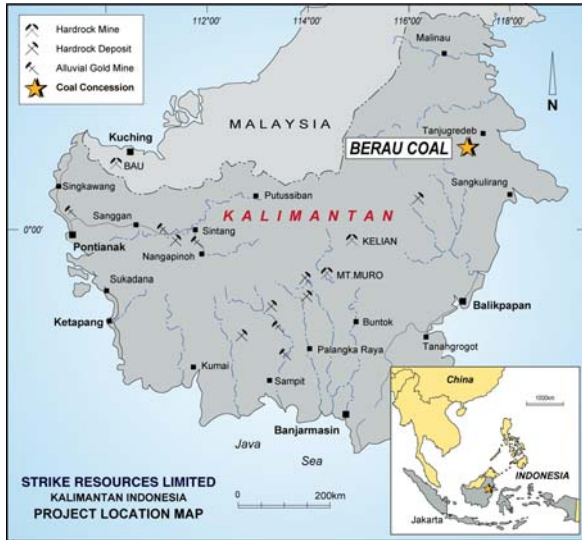 112°00'
114°00'
116°00'
118°00'
Hardrock Mine
Hardrock Deposit
Alluvial Gold Mine
Coal Concession
Malinau
N
MALAYSIA
Tanjugredeb
Kuching
BERAU COAL
BAU
Singkawang
Putussiban
Sangkulirang
KALIMANTAN
Sanggan
0°00'
Sintang
Pontianak
KELIAN
Nangapinoh
MT.MURO
Sukadana
Balikpapan
Ketapang
Buntok
Tanahgrogot
Palangka Raya
Kumai
Sampit
China
1000km
Banjarmasin
Java
Sea
INDONESIA
STRIKE RESOURCES LIMITED
KALIMANTAN INDONESIA
PROJECT LOCATION MAP
0
200km
Jakarta